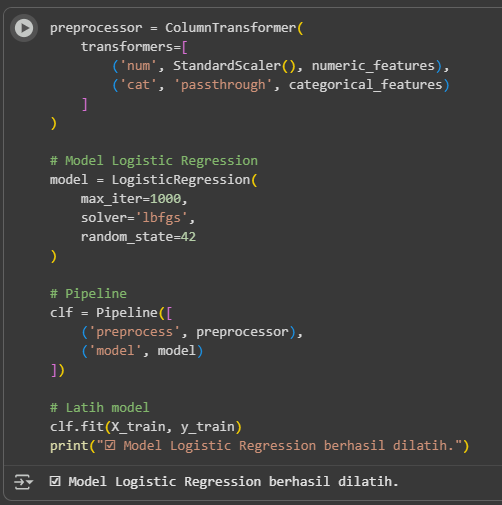 preprocessor = ColumnTransformer(
    transformers=[
        ('num', StandardScaler(), numeric_features),
        ('cat', 'passthrough', categorical_features)
    ]
)

# Model Logistic Regression
model = LogisticRegression(
    max_iter=1000,
    solver='lbfgs',
    random_state=42
)

# Pipeline
clf = Pipeline([
    ('preprocess', preprocessor),
    ('model', model)
])

# Latih model
clf.fit(X_train, y_train)
print("☑ Model Logistic Regression berhasil dilatih.")
☑ Model Logistic Regression berhasil dilatih.